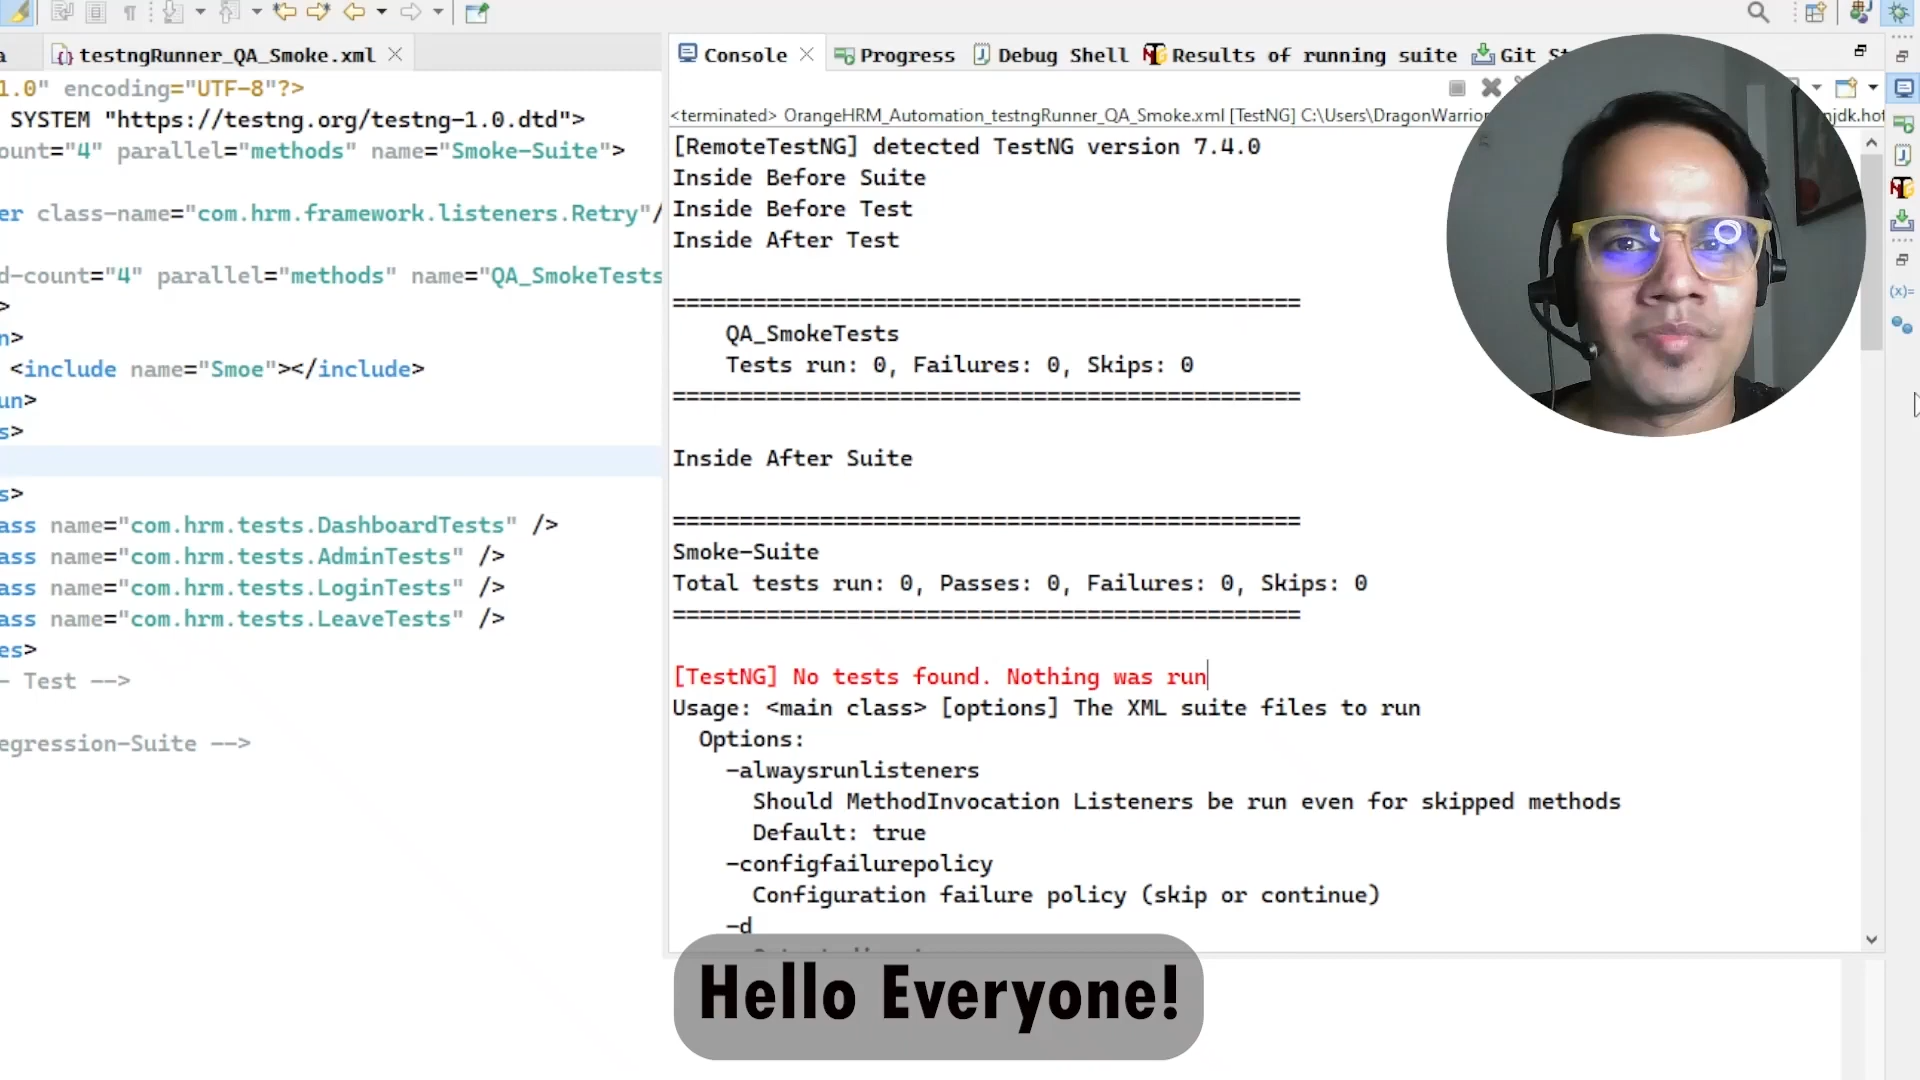 testngRunner_QA_Smoke.xml
1.0" encoding="UTF-8"?>
SYSTEM "https://testng.org/testng-1.0.dtd">
ount="4" parallel="methods" name="Smoke-Suite">
er class-name="com.hrm.framework.listeners.Retry"/
d-count="4" parallel="methods" name="QA_SmokeTests
>
n>
<include name="Smoe"></include>
un>
s>
s>
ass name="com.hrm.tests.DashboardTests" />
ass name="com.hrm.tests.AdminTests" />
ass name="com.hrm.tests.LoginTests" />
ass name="com.hrm.tests.LeaveTests" />
es>
- Test -->
egression-Suite -->
Console Progress Debug Shell Results of running suite Git
<terminated> OrangeHRM_Automation_testngRunner_QA_Smoke.xml [TestNG] C:\Users\DragonWarrior
[RemoteTestNG] detected TestNG version 7.4.0
Inside Before Suite
Inside Before Test
Inside After Test
===============================================
QA_SmokeTests
Tests run: 0, Failures: 0, Skips: 0
===============================================
Inside After Suite
===============================================
Smoke-Suite
Total tests run: 0, Passes: 0, Failures: 0, Skips: 0
===============================================
[TestNG] No tests found. Nothing was run
Usage: <main class> [options] The XML suite files to run
Options:
-alwaysrunlisteners
Should MethodInvocation Listeners be run even for skipped methods
Default: true
-configfailurepolicy
Configuration failure policy (skip or continue)
-d
Hello Everyone!